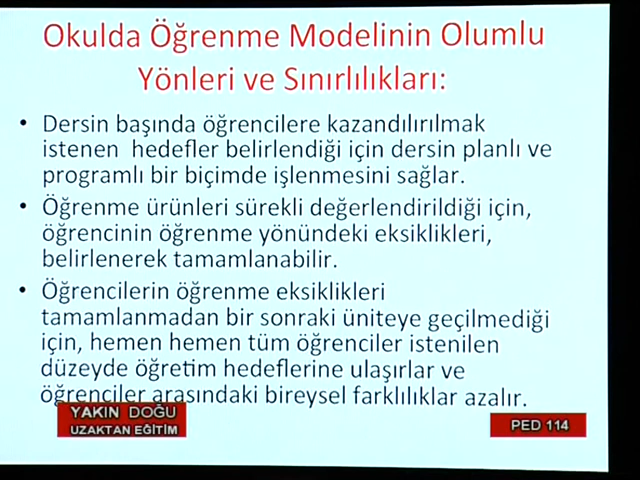 Okulda Öğrenme Modelinin Olumlu
Yönleri ve Sınırlılıkları:
• Dersin başında öğrencilere kazandılırılmak
istenen hedefler belirlendiği için dersin planlı ve
programlı bir biçimde işlenmesini sağlar.
• Öğrenme ürünleri sürekli değerlendirildiği için,
öğrencinin öğrenme yönündeki eksiklikleri,
belirlenerek tamamlanabilir.
• Öğrencilerin öğrenme eksiklikleri
tamamlanmadan bir sonraki üniteye geçilmediği
için, hemen hemen tüm öğrenciler istenilen
düzeyde öğretim hedeflerine ulaşırlar ve
öğrenciler arasındaki bireysel farklılıklar azalır.
YAKIN DOĞU
UZAKTAN EĞİTİM
PED 114